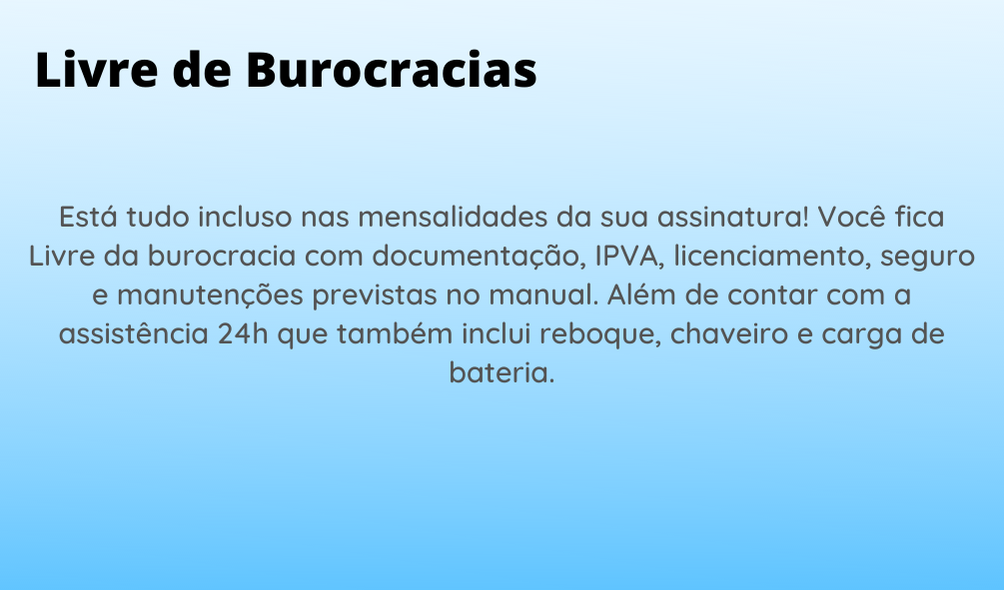 Livre de Burocracias
Está tudo incluso nas mensalidades da sua assinatura! Você fica
Livre da burocracia com documentação, IPVA, licenciamento, seguro
e manutenções previstas no manual. Além de contar com a
assistência 24h que também inclui reboque, chaveiro e carga de
bateria.